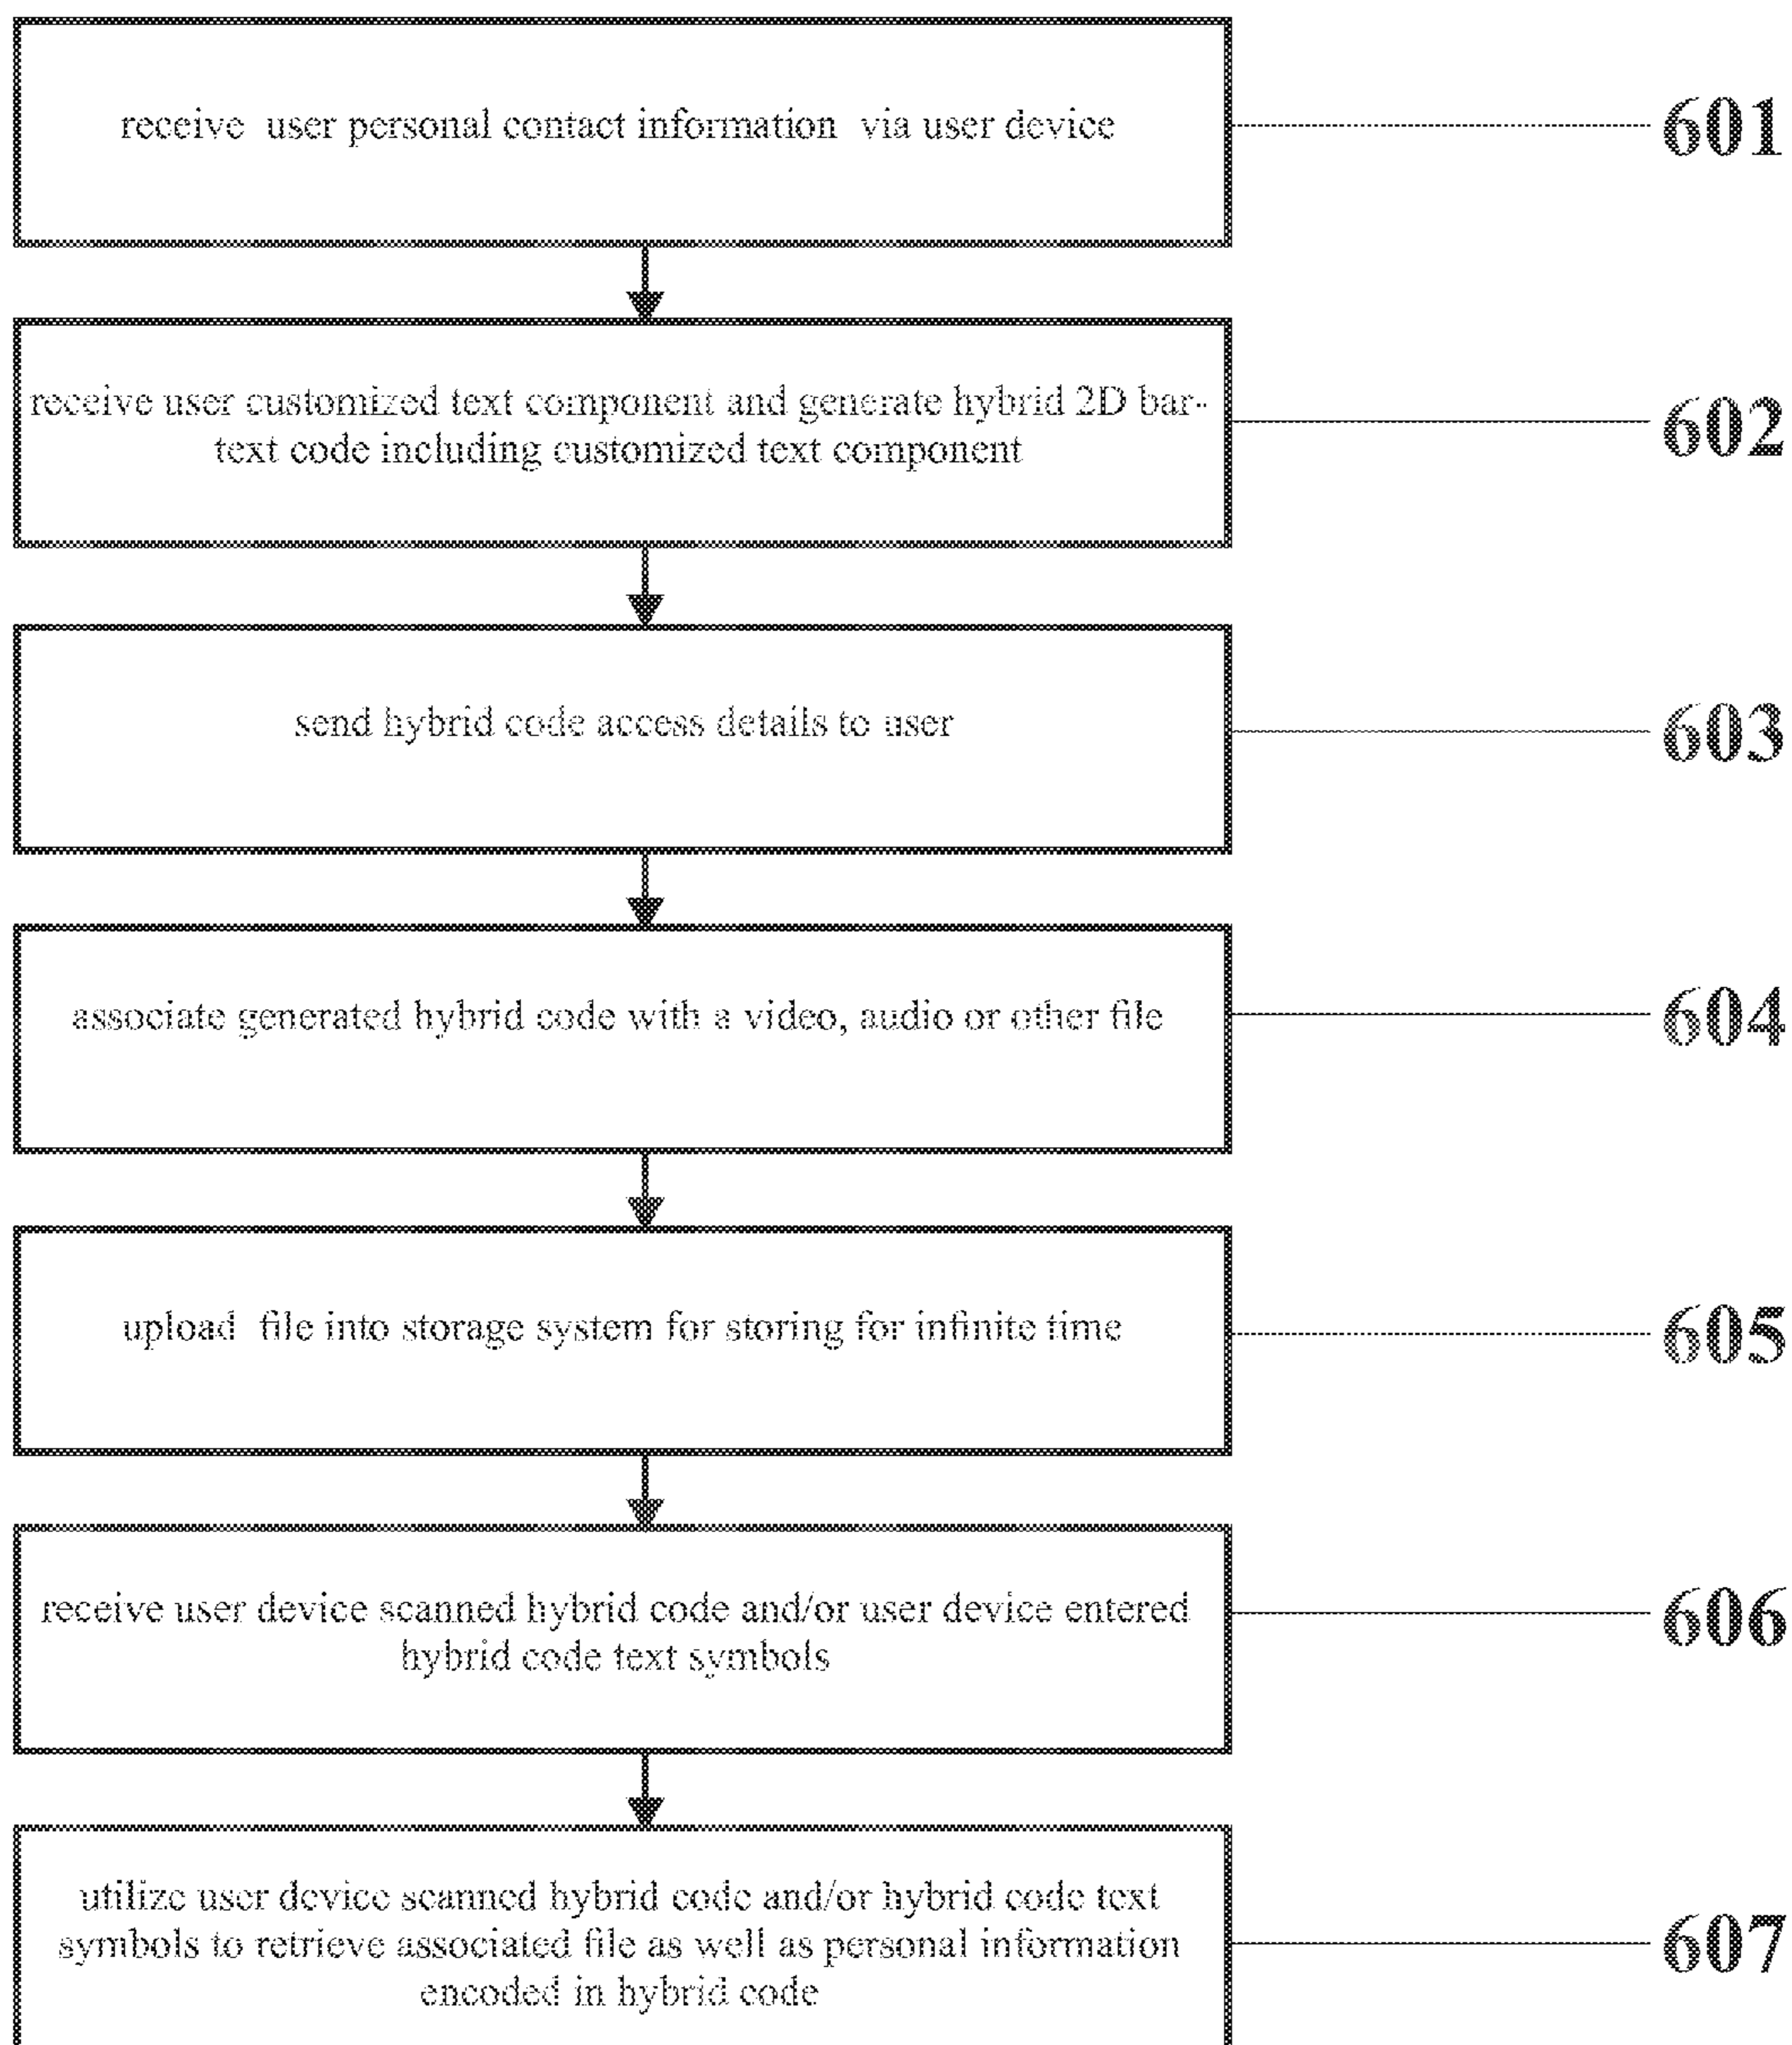 receive user personal contact information via user device
601
receive user customized text component and generate hybrid 2D bar-
text code including customized text component
602
send hybrid code access details to user
603
associate generated hybrid code with a video, audio or other file
604
upload file into storage system for storing for infinite time
605
receive user device scanned hybrid code and/or user device entered
hybrid code text symbols
606
utilize user device scanned hybrid code and/or hybrid code text
symbols to retrieve associated file as well as personal information
encoded in hybrid code
607